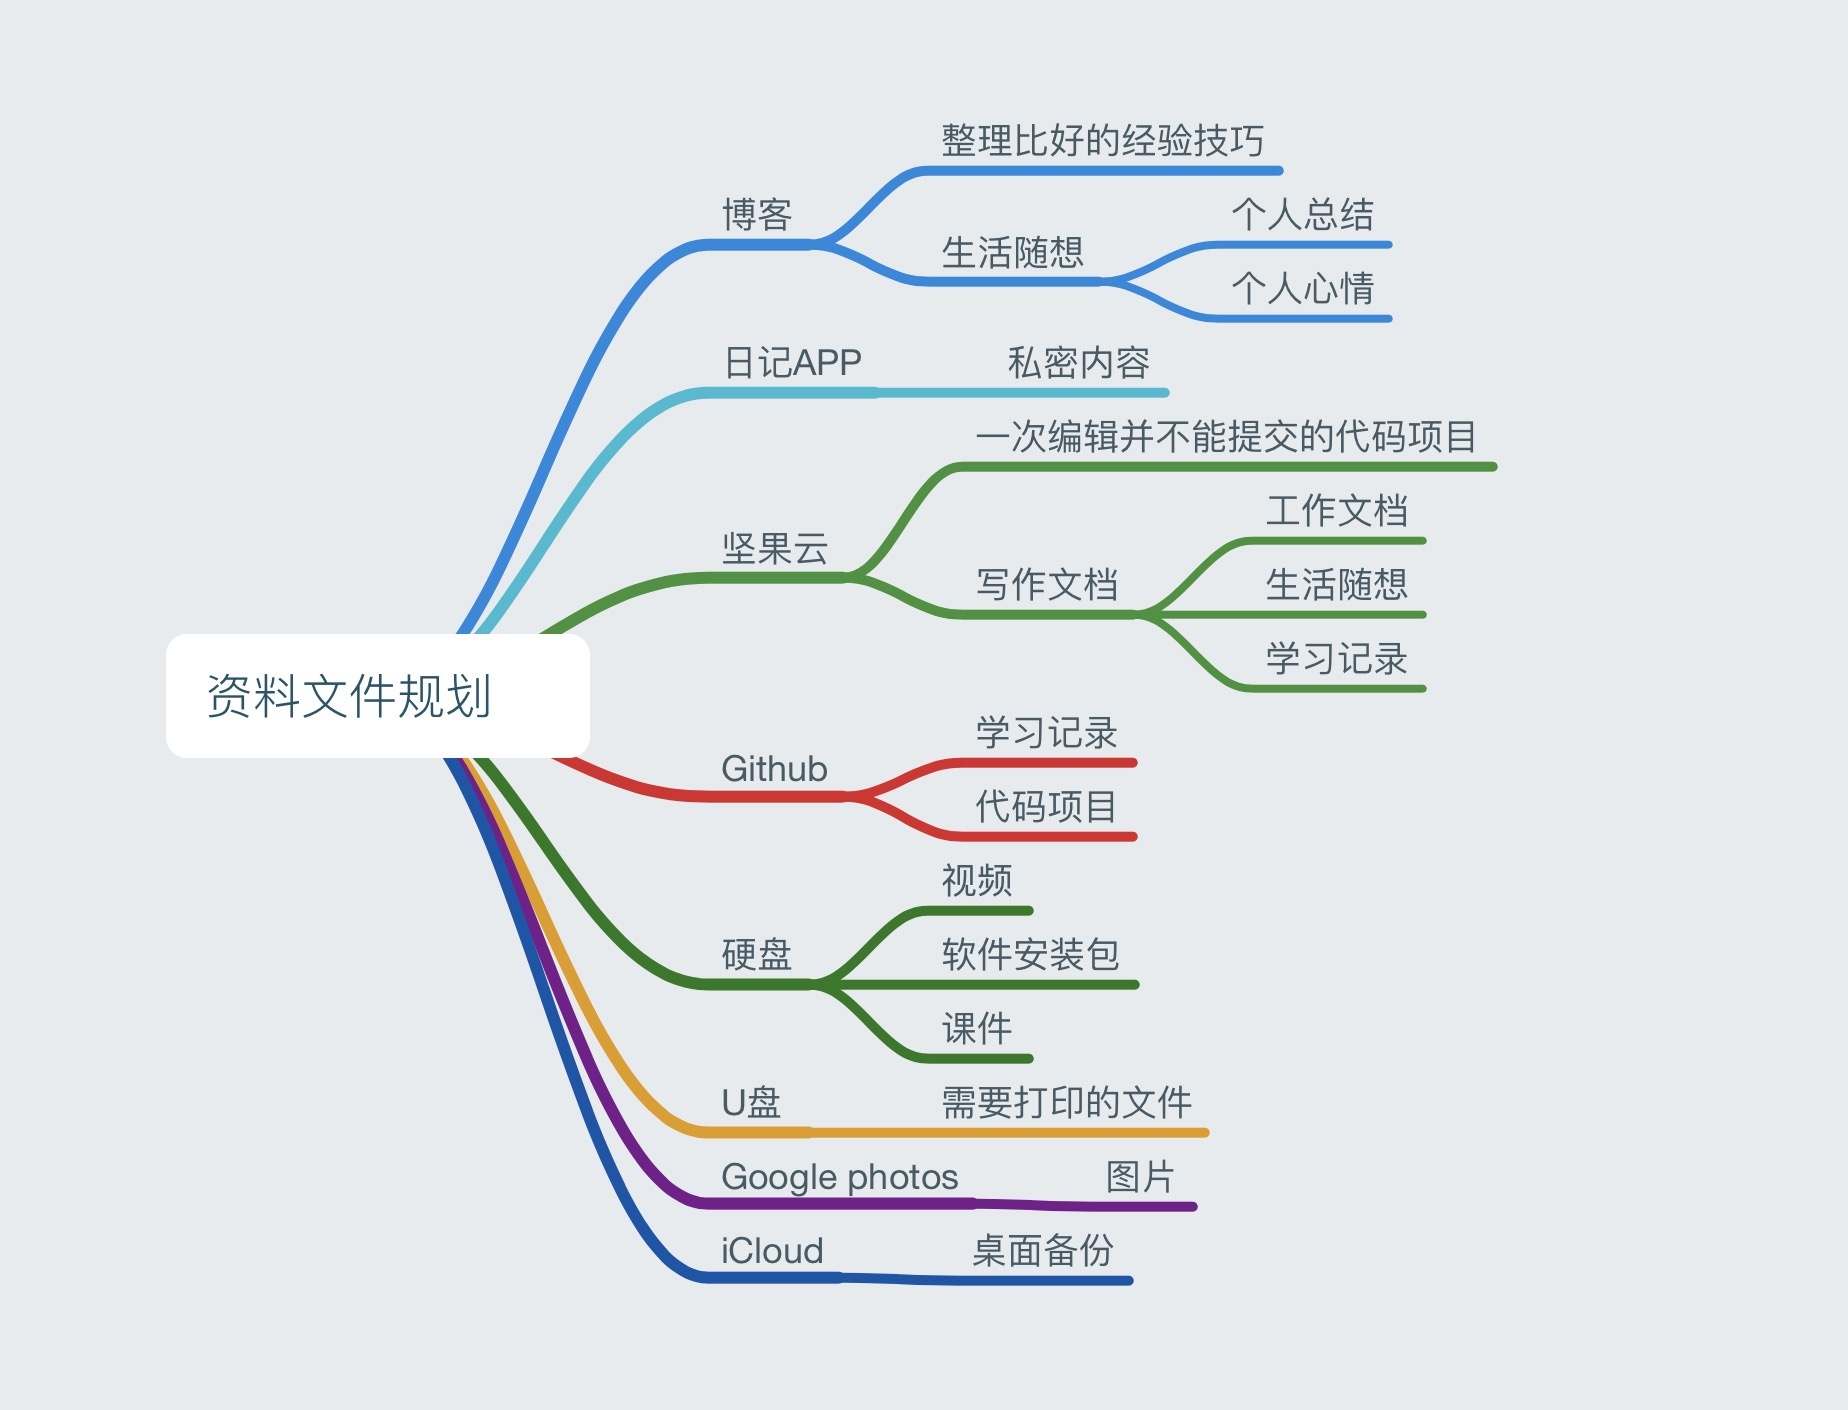 资料文件规划
博客
整理比好的经验技巧
生活随想
个人总结
个人心情
日记APP
私密内容
坚果云
一次编辑并不能提交的代码项目
写作文档
工作文档
生活随想
学习记录
Github
学习记录
代码项目
硬盘
视频
软件安装包
课件
U盘
需要打印的文件
Google photos
图片
iCloud
桌面备份